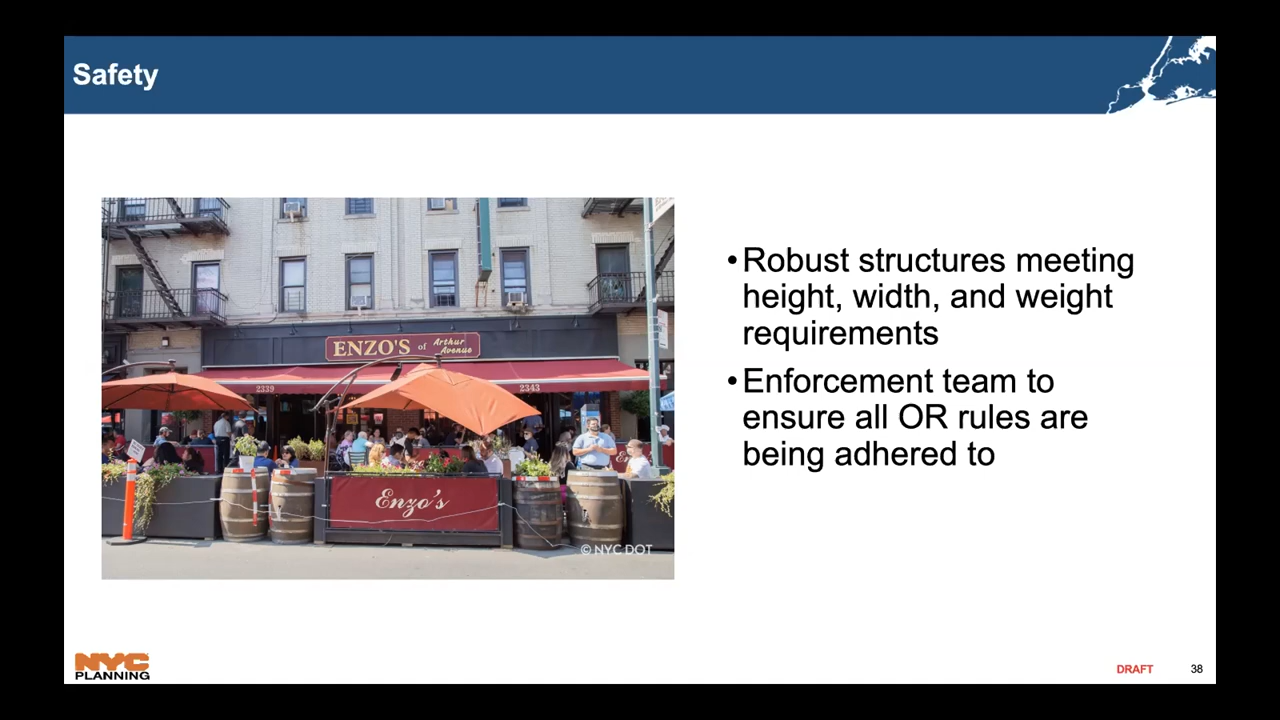 Safety
ENZO'S of Arthur Avenue
2339
2343
Enzo's
© NYC DOT
•Robust structures meeting
height, width, and weight
requirements
•Enforcement team to
ensure all OR rules are
being adhered to
NYC
PLANNING
DRAFT
38